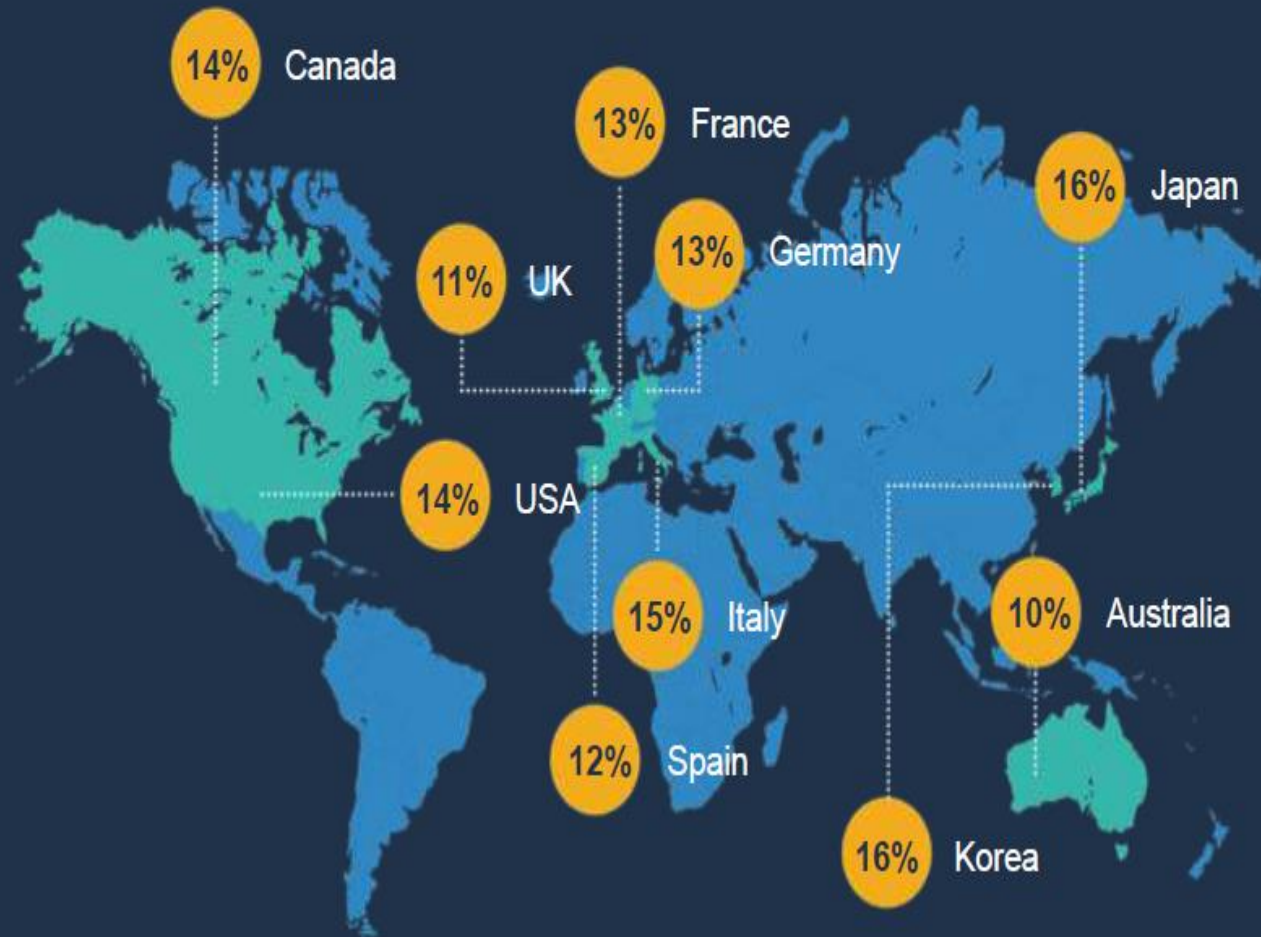 14% Canada
13% France
16% Japan
13% Germany
11% UK
14% USA
15% Italy
10% Australia
12% Spain
16% Korea